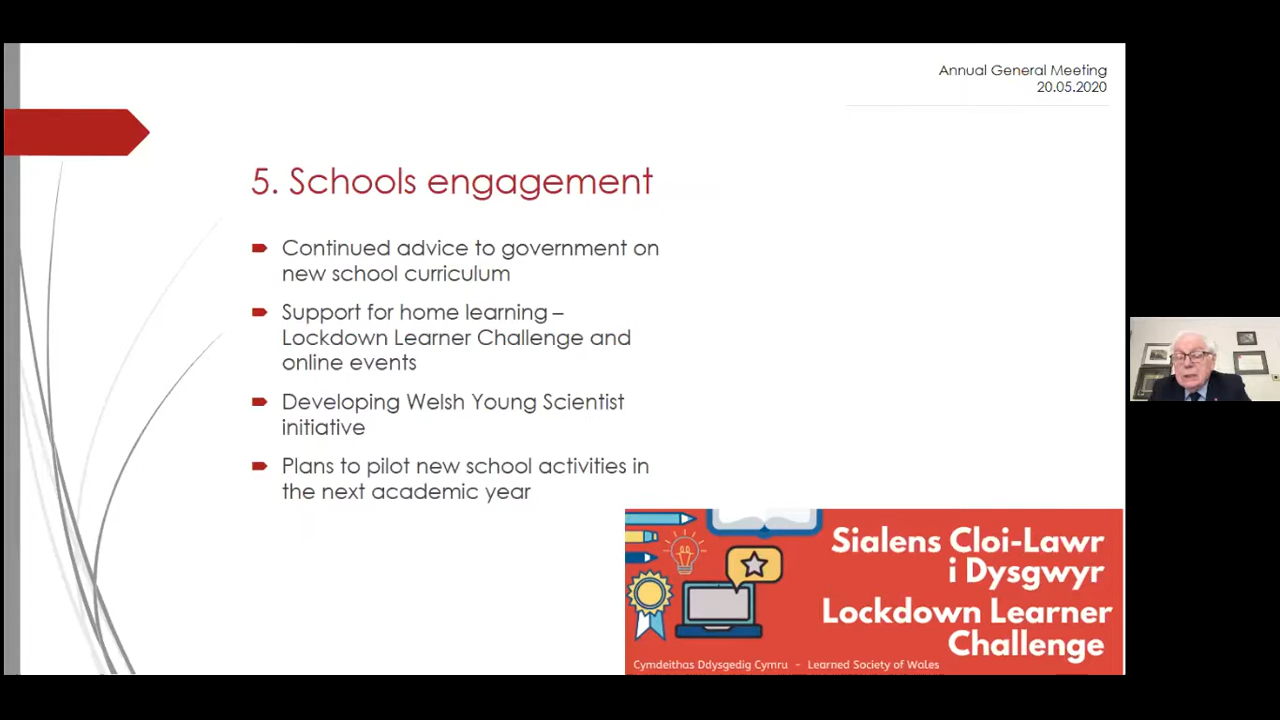 Annual General Meeting
20.05.2020
5. Schools engagement
Continued advice to government on
new school curriculum
Support for home learning –
Lockdown Learner Challenge and
online events
Developing Welsh Young Scientist
initiative
Plans to pilot new school activities in
the next academic year
Sialens Cloi-Lawr
i Dysgwyr
Lockdown Learner
Challenge
Cymdeithas Ddysgedig Cymru – Learned Society of Wales